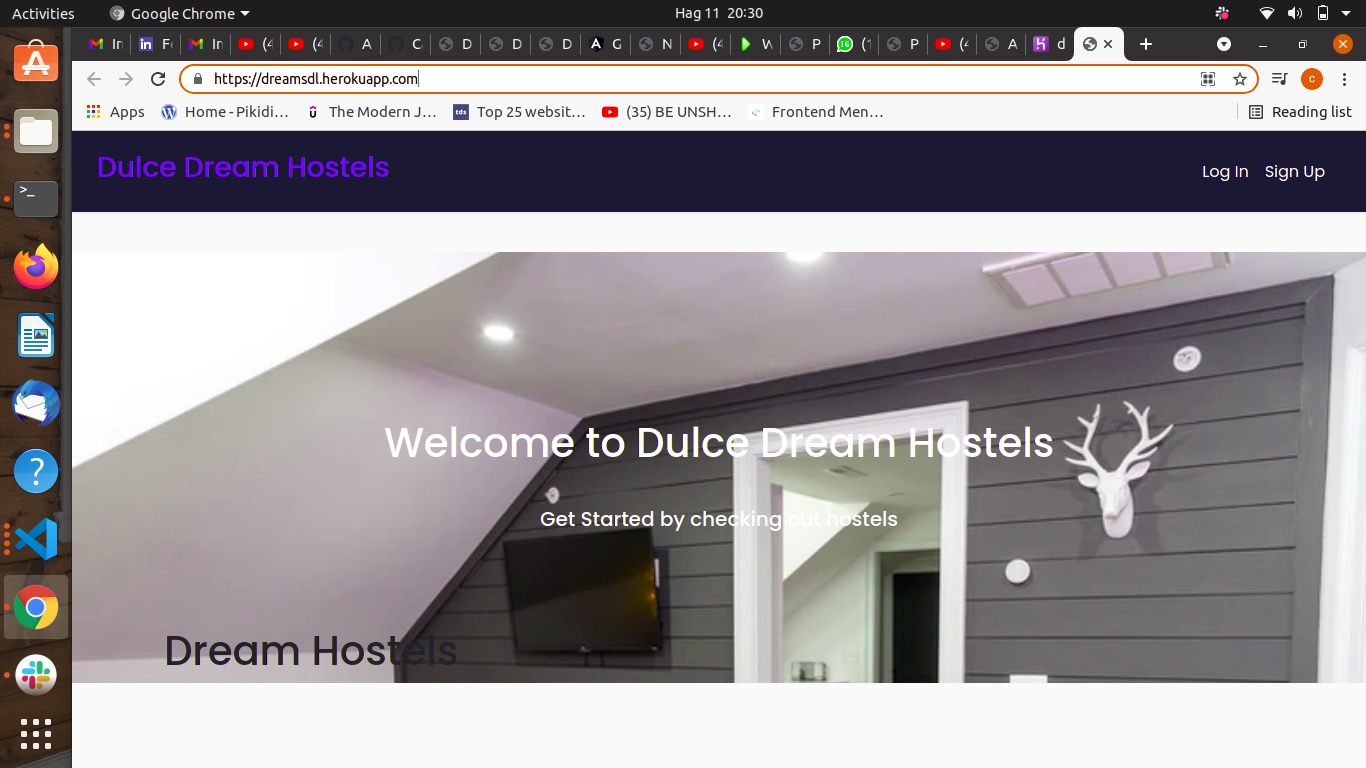 Activities
Google Chrome
Hag 11 20:30
In
Fe
In
(4
(4
A
C
D
D
D
G
N
(4
W
P
(1
P
(4
A
d
https://dreamsdl.herokuapp.com
c
Apps
Home - Pikidi…
The Modern J…
tds
Top 25 websit…
(35) BE UNSH…
Frontend Men…
Reading list
Dulce Dream Hostels
Log In
Sign Up
Welcome to Dulce Dream Hostels
Get Started by checking out hostels
Dream Hostels